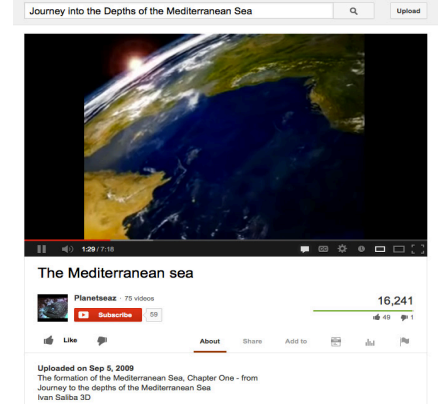 Journey into the Depths of the Mediterranean Sea
Upload
1:29 / 7:18
CC
The Mediterranean sea
Planetseaz · 75 videos
Subscribe 59
16,241
49 1
Like
About Share Add to
Uploaded on Sep 5, 2009
The formation of the Mediterranean Sea, Chapter One - from
Journey to the depths of the Mediterranean Sea
Ivan Saliba 3D